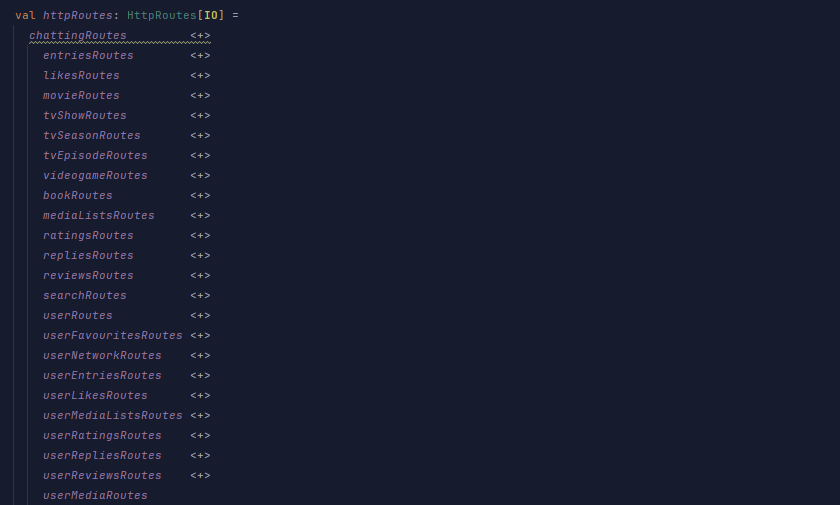 val httpRoutes: HttpRoutes[IO] =
  chattingRoutes         <+>
    entriesRoutes        <+>
    likesRoutes          <+>
    movieRoutes          <+>
    tvShowRoutes         <+>
    tvSeasonRoutes       <+>
    tvEpisodeRoutes      <+>
    videogameRoutes      <+>
    bookRoutes           <+>
    mediaListsRoutes     <+>
    ratingsRoutes        <+>
    repliesRoutes        <+>
    reviewsRoutes        <+>
    searchRoutes         <+>
    userRoutes           <+>
    userFavouritesRoutes <+>
    userNetworkRoutes    <+>
    userEntriesRoutes    <+>
    userLikesRoutes      <+>
    userMediaListsRoutes <+>
    userRatingsRoutes    <+>
    userRepliesRoutes    <+>
    userReviewsRoutes    <+>
    userMediaRoutes